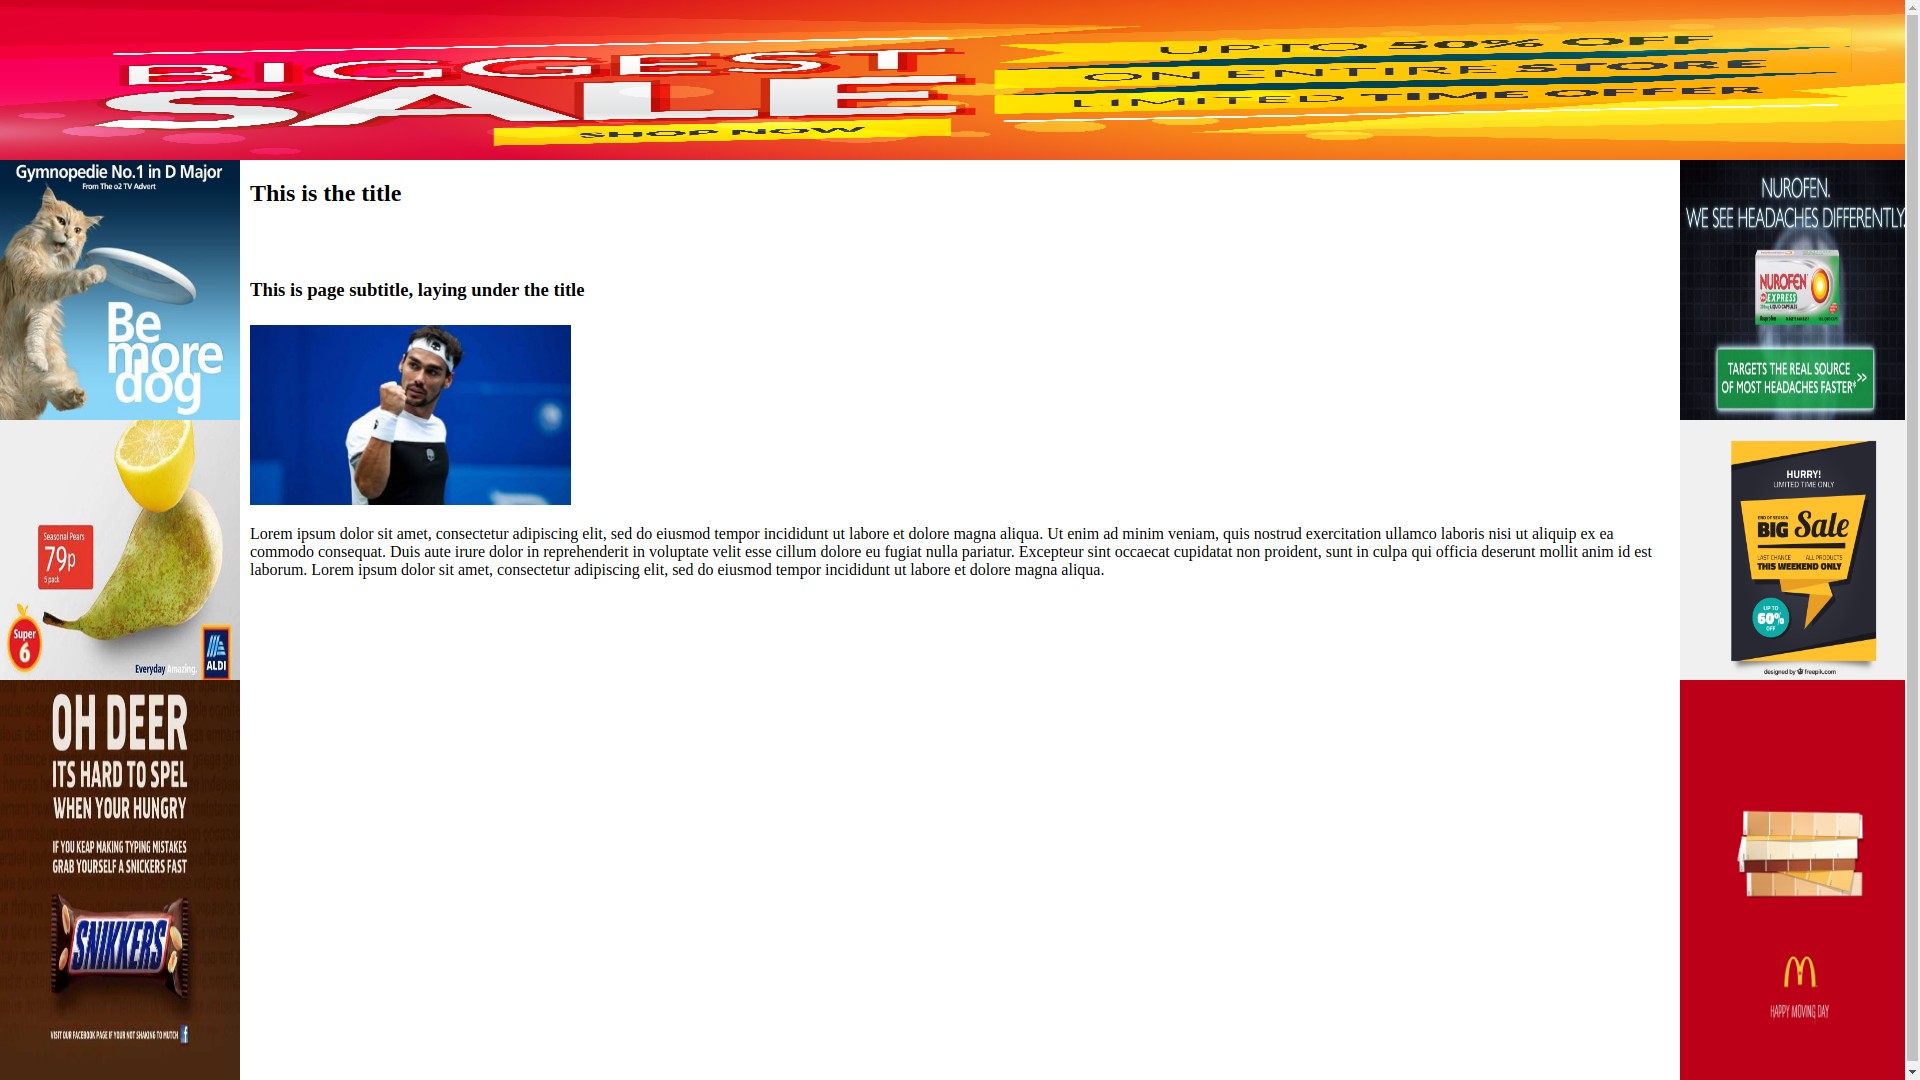 BIGGEST
SALE
SHOP NOW
UPTO 50% OFF
ON ENTIRE STORE
LIMITED TIME OFFER
Gymnopedie No.1 in D Major
From The o2 TV Advert
Be
more
dog
Seasonal Pears
79p
5 pack
Super
6
Everyday Amazing.
ALDI
OH DEER
ITS HARD TO SPEL
WHEN YOUR HUNGRY
IF YOU KEAP MAKING TYPING MISTAKES
GRAB YOURSELF A SNICKERS FAST
SNIKKERS
VISIT OUR FACEBOOK PAGE IF YOUR NOT SHAKING TO MUTCH
This is the title
This is page subtitle, laying under the title
Lorem ipsum dolor sit amet, consectetur adipiscing elit, sed do eiusmod tempor incididunt ut labore et dolore magna aliqua. Ut enim ad minim veniam, quis nostrud exercitation ullamco laboris nisi ut aliquip ex ea
commodo consequat. Duis aute irure dolor in reprehenderit in voluptate velit esse cillum dolore eu fugiat nulla pariatur. Excepteur sint occaecat cupidatat non proident, sunt in culpa qui officia deserunt mollit anim id est
laborum. Lorem ipsum dolor sit amet, consectetur adipiscing elit, sed do eiusmod tempor incididunt ut labore et dolore magna aliqua.
NUROFEN.
WE SEE HEADACHES DIFFERENTLY.
NUROFEN
EXPRESS
LIQUID CAPSULES
TARGETS THE REAL SOURCE
OF MOST HEADACHES FASTER* »
HURRY!
LIMITED TIME ONLY
END OF SEASON
BIG Sale
LAST CHANCE ALL PRODUCTS
THIS WEEKEND ONLY
UP TO
60%
OFF
designed by freepik.com
HAPPY MOVING DAY